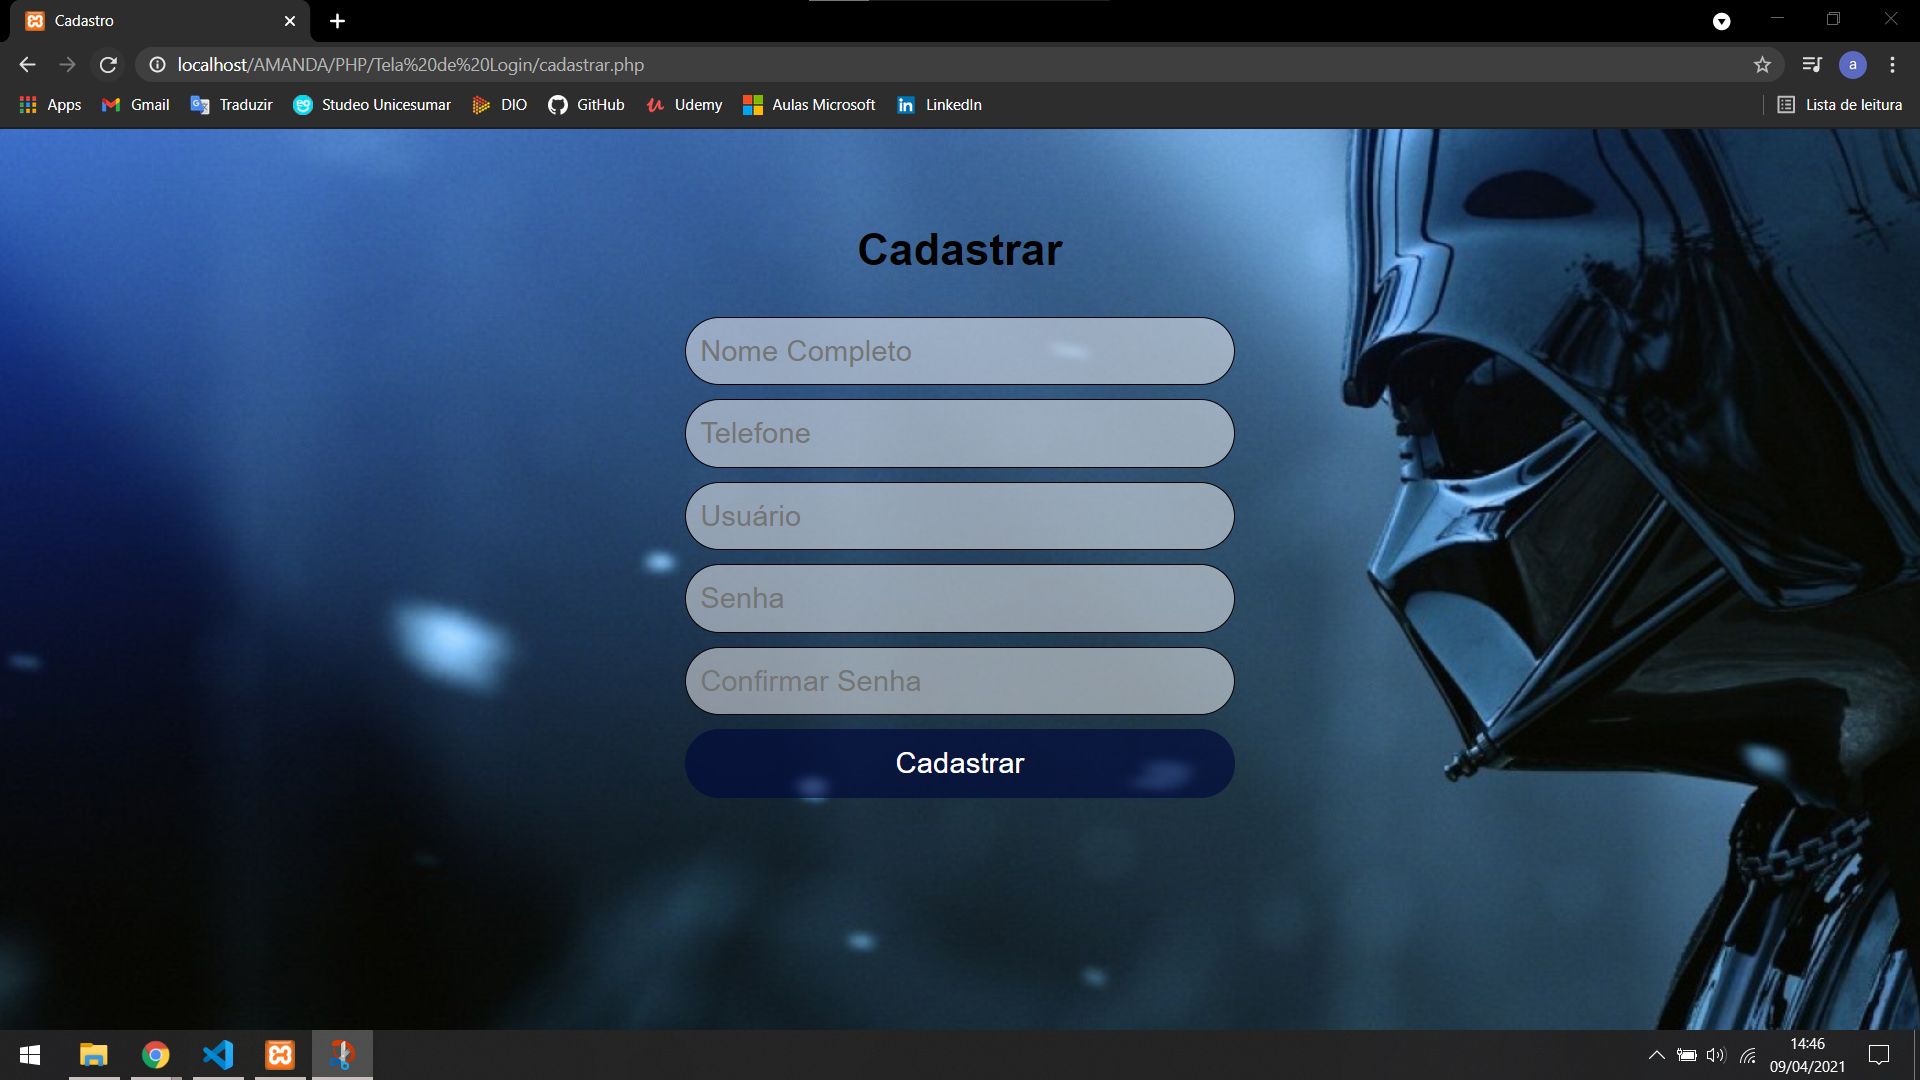 Cadastro
localhost/AMANDA/PHP/Tela%20de%20Login/cadastrar.php
a
Apps Gmail Traduzir Studeo Unicesumar DIO GitHub Udemy Aulas Microsoft LinkedIn Lista de leitura
Cadastrar
Nome Completo
Telefone
Usuário
Senha
Confirmar Senha
Cadastrar
14:46
09/04/2021